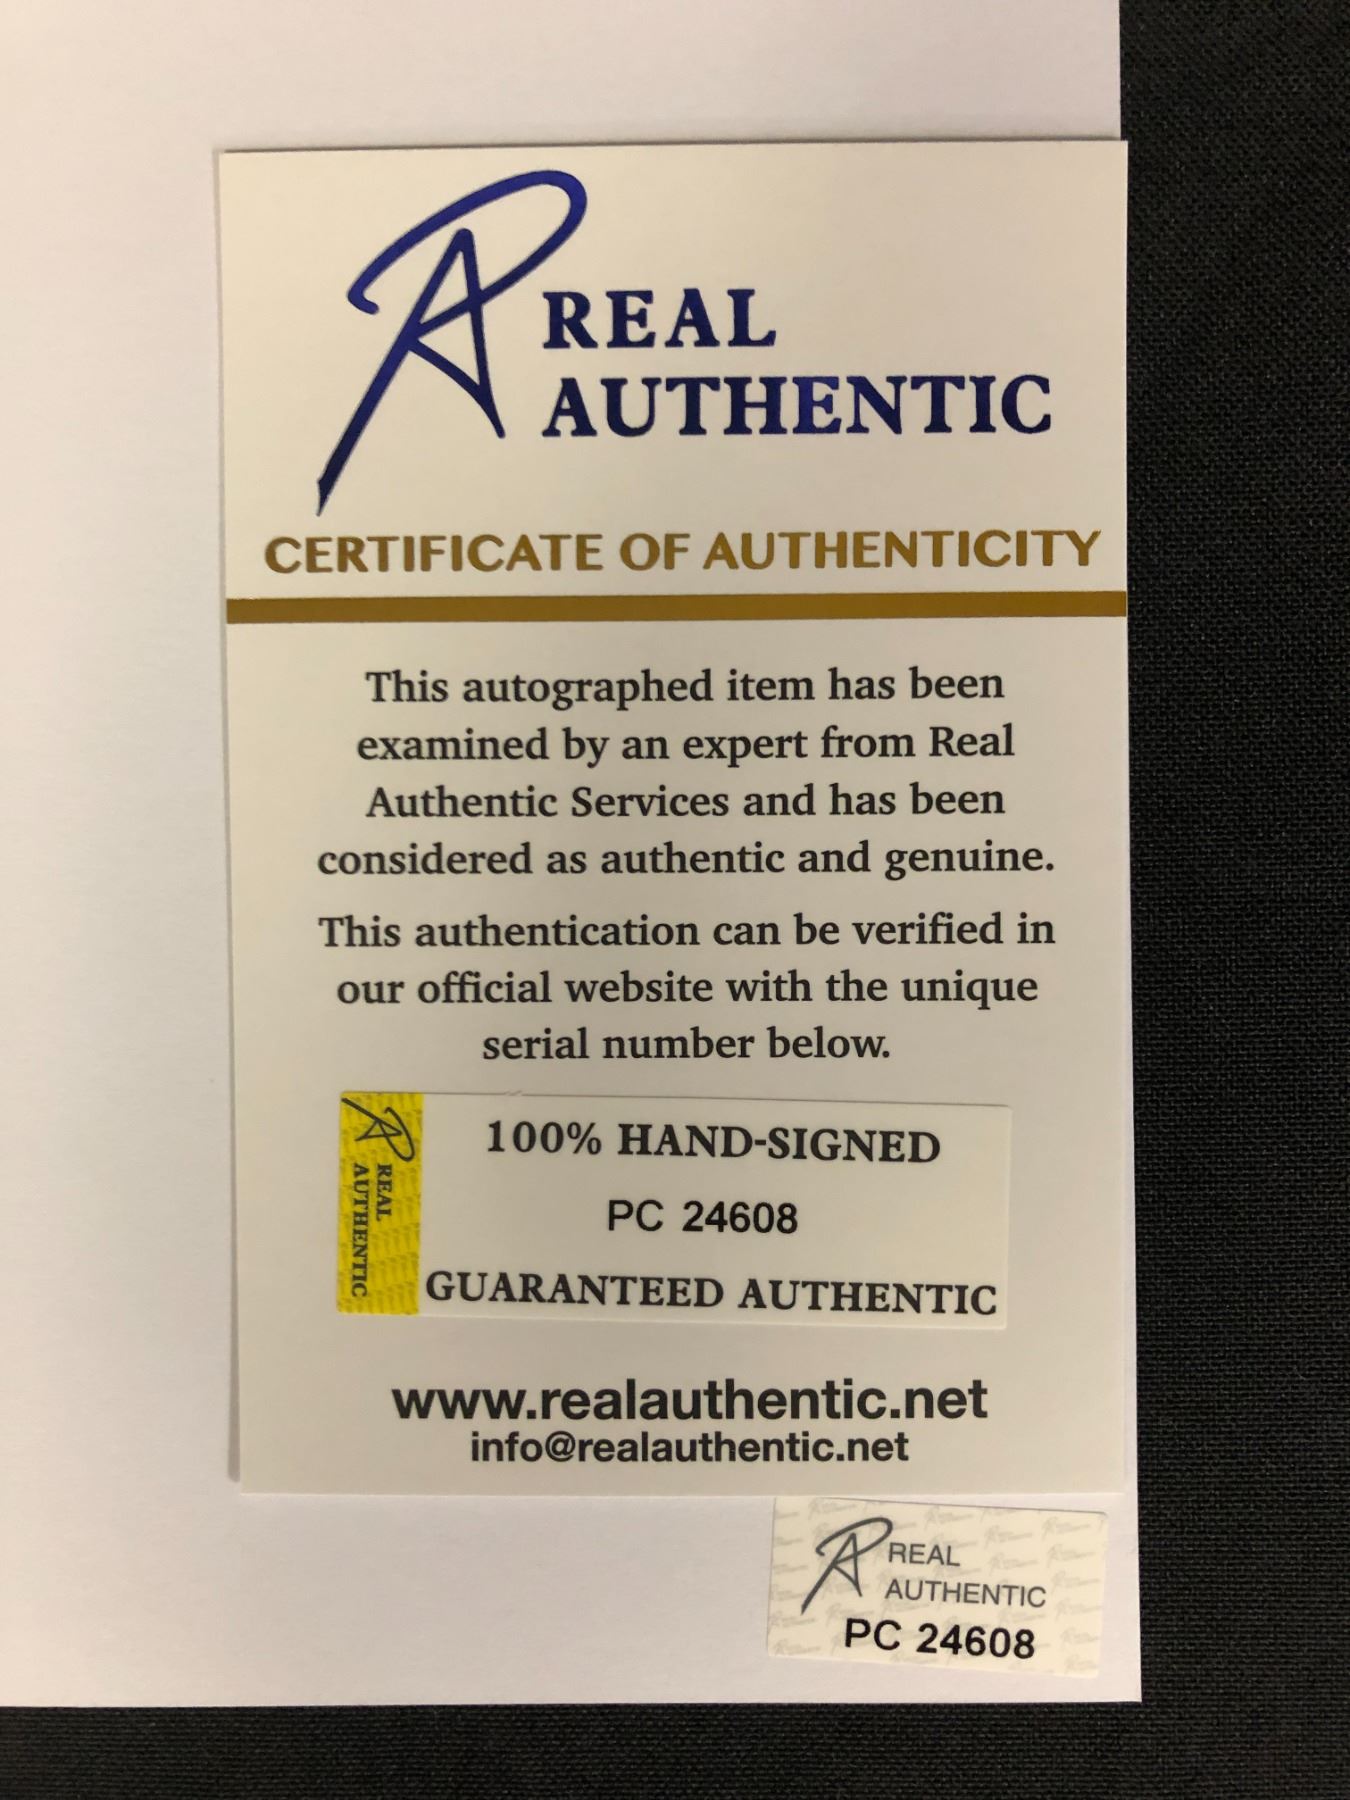 REAL
AUTHENTIC
CERTIFICATE OF AUTHENTICITY
This autographed item has been
examined by an expert from Real
Authentic Services and has been
considered as authentic and genuine.
This authentication can be verified in
our official website with the unique
serial number below.
REAL
AUTHENTIC
100% HAND-SIGNED
PC 24608
GUARANTEED AUTHENTIC
www.realauthentic.net
info@realauthentic.net
REAL
AUTHENTIC
PC 24608